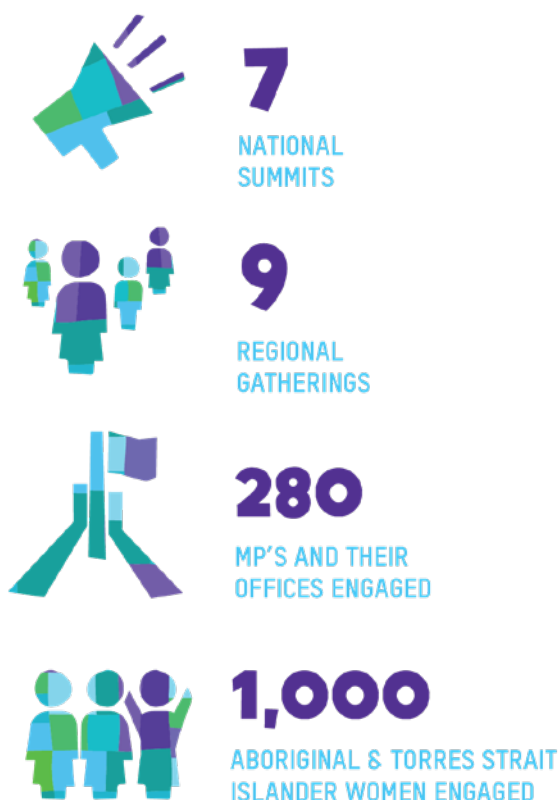 7
NATIONAL
SUMMITS
9
REGIONAL
GATHERINGS
280
MP'S AND THEIR
OFFICES ENGAGED
1,000
ABORIGINAL & TORRES STRAIT
ISLANDER WOMEN ENGAGED